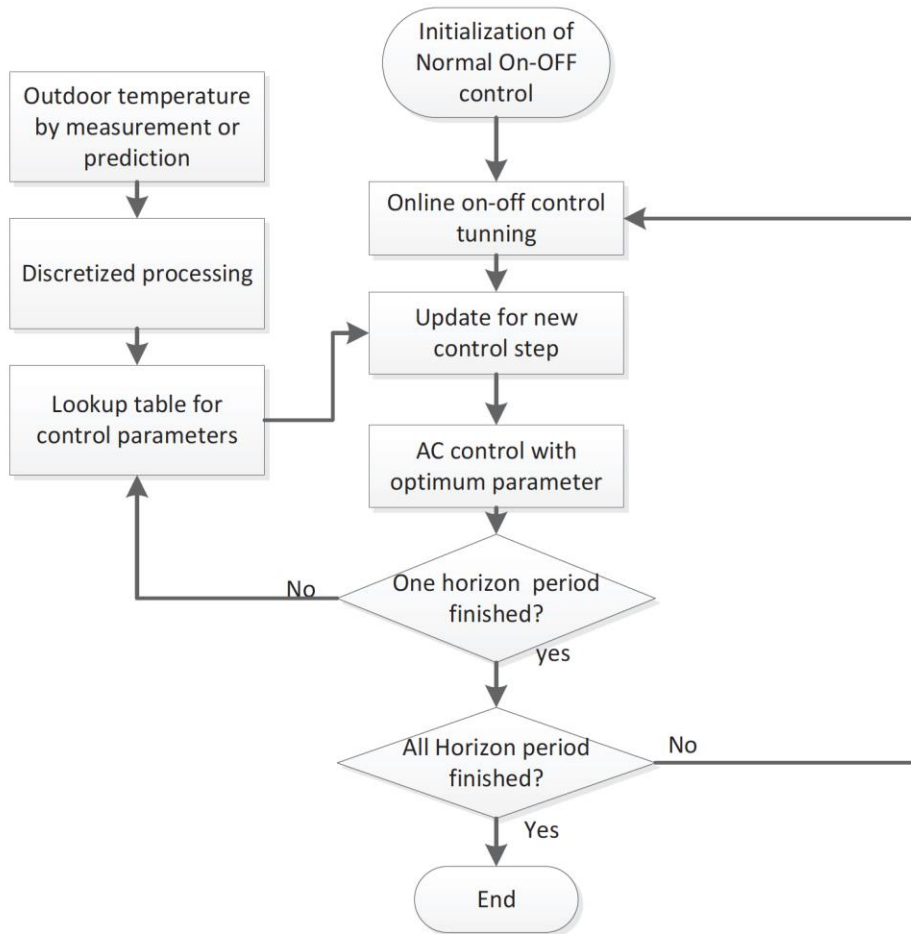 Initialization of
Normal On-OFF
control
Outdoor temperature
by measurement or
prediction
Online on-off control
tunning
Discretized processing
Update for new
control step
Lookup table for
control parameters
AC control with
optimum parameter
One horizon period
finished?
No
yes
All Horizon period
finished?
No
Yes
End